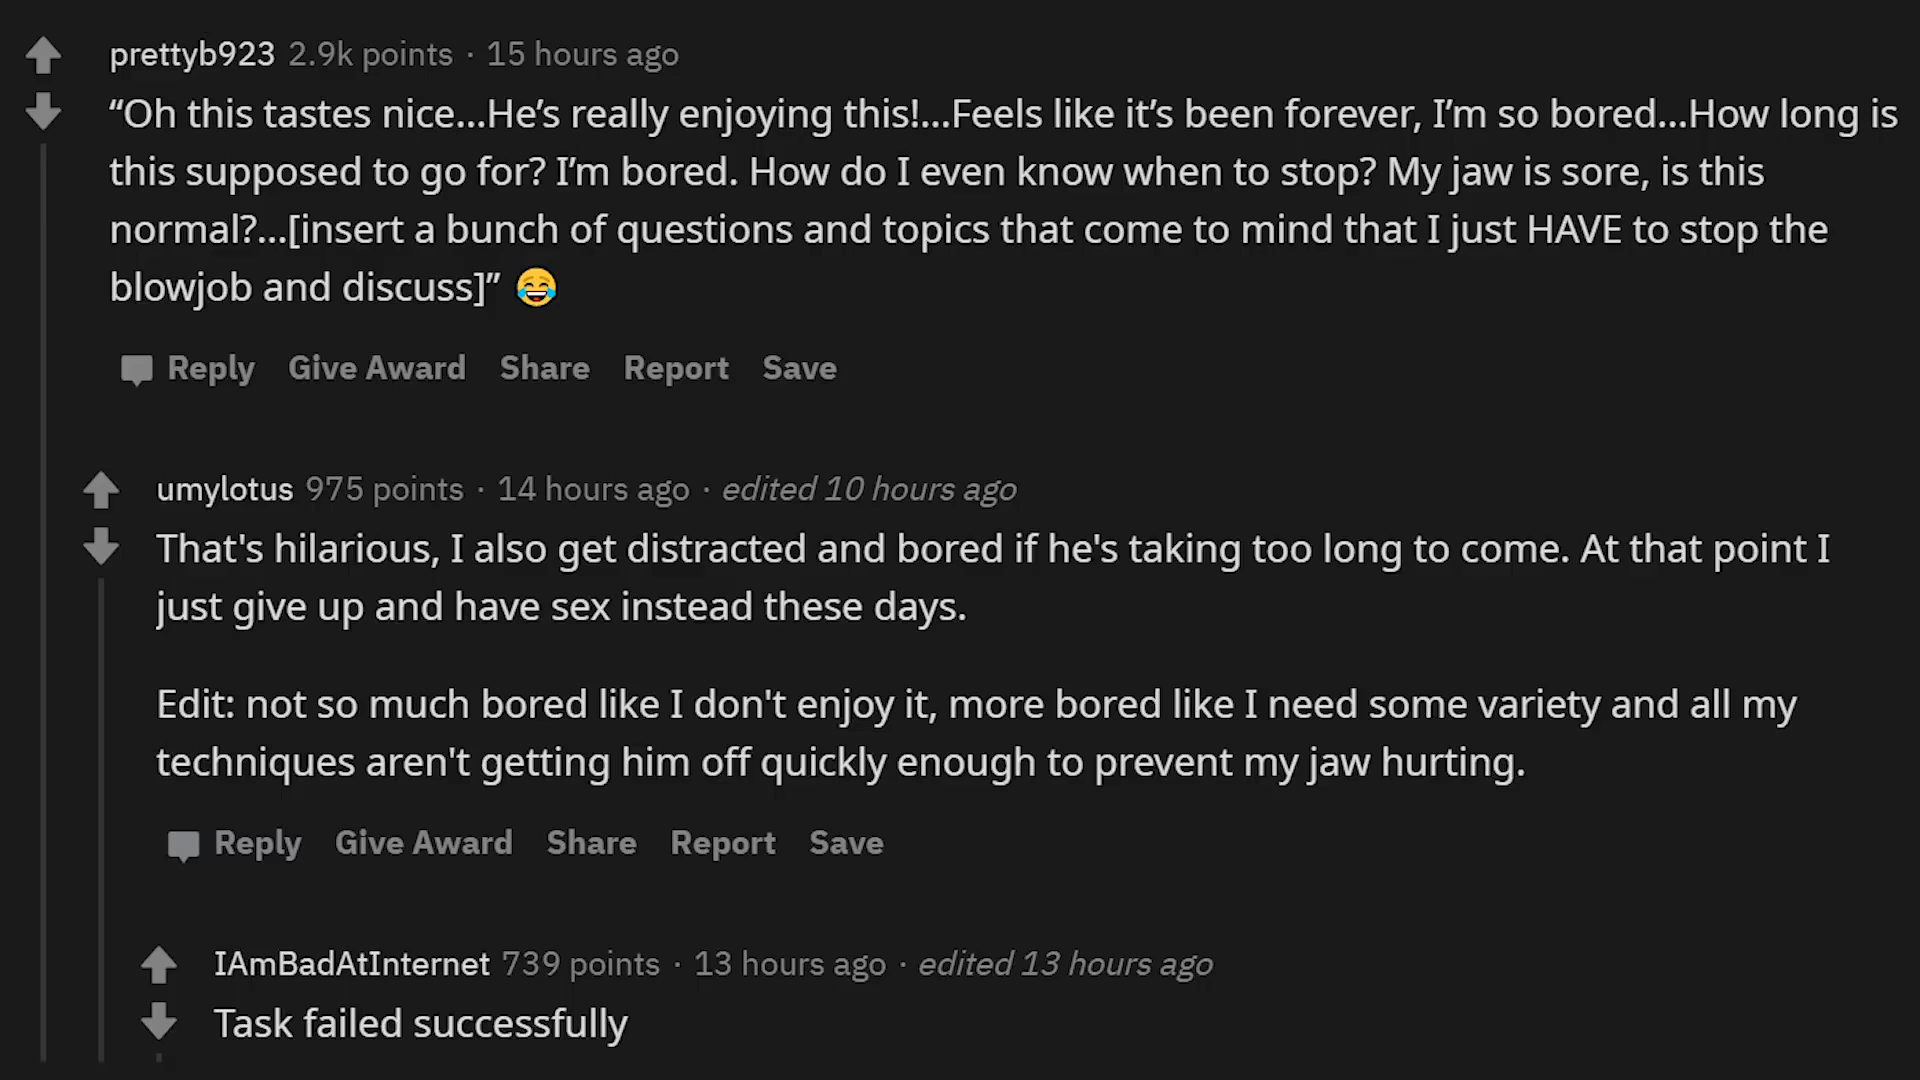 prettyb923 2.9k points · 15 hours ago
“Oh this tastes nice...He’s really enjoying this!...Feels like it’s been forever, I’m so bored...How long is
this supposed to go for? I’m bored. How do I even know when to stop? My jaw is sore, is this
normal?...[insert a bunch of questions and topics that come to mind that I just HAVE to stop the
blowjob and discuss]” 😂
Reply Give Award Share Report Save
umylotus 975 points · 14 hours ago · edited 10 hours ago
That's hilarious, I also get distracted and bored if he's taking too long to come. At that point I
just give up and have sex instead these days.
Edit: not so much bored like I don't enjoy it, more bored like I need some variety and all my
techniques aren't getting him off quickly enough to prevent my jaw hurting.
Reply Give Award Share Report Save
IAmBadAtInternet 739 points · 13 hours ago · edited 13 hours ago
Task failed successfully